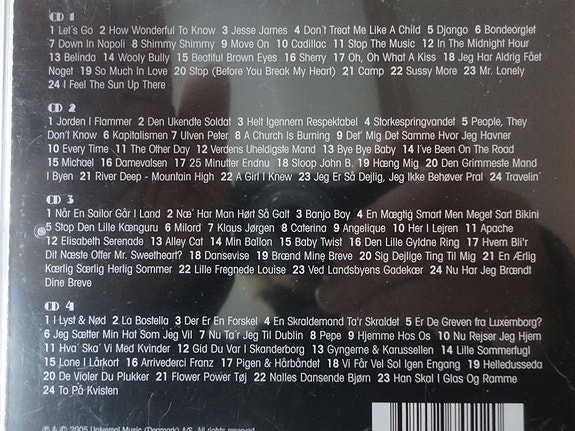 CD 1
1 Let's Go 2 How Wonderful To Know 3 Jesse James 4 Don't Treat Me Like A Child 5 Django 6 Bondeorglet
7 Down In Napoli 8 Shimmy Shimmy 9 Move On 10 Cadillac 11 Stop The Music 12 In The Midnight Hour
13 Belinda 14 Wooly Bully 15 Beatiful Brown Eyes 16 Sherry 17 Oh, Oh What A Kiss 18 Jeg Har Aldrig Fået
Noget 19 So Much In Love 20 Stop (Before You Break My Heart) 21 Camp 22 Sussy More 23 Mr. Lonely
24 I Feel The Sun Up There
CD 2
1 Jorden I Flammer 2 Den Ukendte Soldat 3 Helt Igennem Respektabel 4 Storkespringvandet 5 People, They
Don't Know 6 Kapitalismen 7 Ulven Peter 8 A Church Is Burning 9 Det' Mig Det Samme Hvor Jeg Havner
10 Every Time 11 The Other Day 12 Verdens Uheldigste Mand 13 Bye Bye Baby 14 I've Been On The Road
15 Michael 16 Damevalsen 17 25 Minutter Endnu 18 Sloop John B. 19 Hæng Mig 20 Den Grimmeste Mand
I Byen 21 River Deep - Mountain High 22 A Girl I Knew 23 Jeg Er Så Dejlig, Jeg Ikke Behøver Pral 24 Travelin'
CD 3
1 Når En Sailor Går I Land 2 Næ' Har Man Hørt Så Galt 3 Banjo Boy 4 En Mægtig Smart Men Meget Sart Bikini
5 Stop Den Lille Kænguru 6 Milord 7 Klaus Jørgen 8 Caterina 9 Angelique 10 Her I Lejren 11 Apache
12 Elisabeth Serenade 13 Alley Cat 14 Min Ballon 15 Baby Twist 16 Den Lille Gyldne Ring 17 Hvem Bli'r
Dit Næste Offer Mr. Sweetheart? 18 Dansevise 19 Brænd Mine Breve 20 Sig Dejlige Ting Til Mig 21 En Ærlig
Kærlig Særlig Herlig Sommer 22 Lille Fregnede Louise 23 Ved Landsbyens Gadekær 24 Nu Har Jeg Brændt
Dine Breve
CD 4
1 I Lyst & Nød 2 La Bostella 3 Der Er En Forskel 4 En Skraldemand Ta'r Skraldet 5 Er De Greven fra Luxemborg?
6 Jeg Sætter Min Hat Som Jeg Vil 7 Nu Ta'r Jeg Til Dublin 8 Pepe 9 Hjemme Hos Os 10 Nu Rejser Jeg Hjem
11 Hva' Ska' Vi Med Kvinder 12 Gid Du Var I Skanderborg 13 Gyngerne & Karussellen 14 Lille Sommerfugl
15 Lone I Lårkort 16 Arrivederci Franz 17 Pigen & Hårbåndet 18 Vi Får Vel Sol Igen Engang 19 Helledusseda
20 De Violer Du Plukker 21 Flower Power Tøj 22 Nalles Dansende Bjørn 23 Han Skal I Glas Og Ramme
24 To På Kvisten
℗ & © 2005 Universal Music (Denmark) A/S. All rights reserved